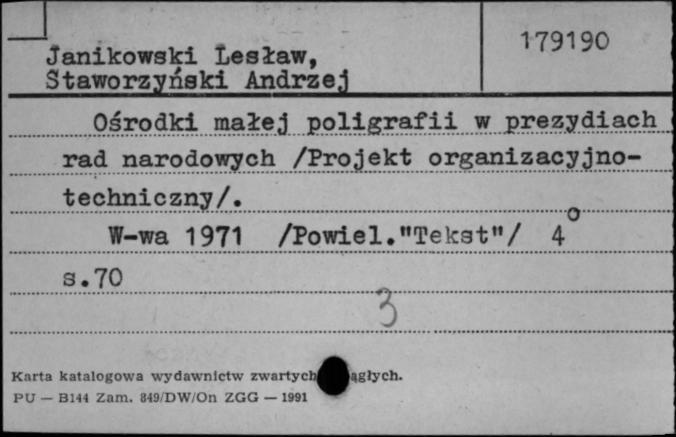 179190
Janikowski Lesław,
Staworzyński Andrzej
Ośrodki małej poligrafii w prezydiach
rad narodowych /Projekt organizacyjno-
techniczny/.
W-wa 1971 /Powiel."Tekst"/ 4°
s.70
3
Karta katalogowa wydawnictw zwartych ągłych.
PU — B144 Zam. 849/DW/On ZGG — 1991